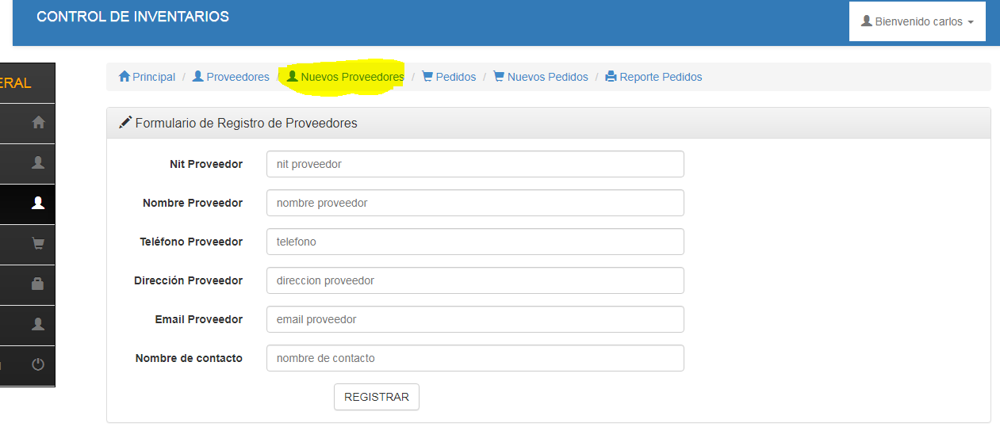 CONTROL DE INVENTARIOS
Bienvenido carlos
ERAL
Principal / Proveedores / Nuevos Proveedores / Pedidos / Nuevos Pedidos / Reporte Pedidos
Formulario de Registro de Proveedores
Nit Proveedor nit proveedor
Nombre Proveedor nombre proveedor
Teléfono Proveedor telefono
Dirección Proveedor direccion proveedor
Email Proveedor email proveedor
Nombre de contacto nombre de contacto
REGISTRAR